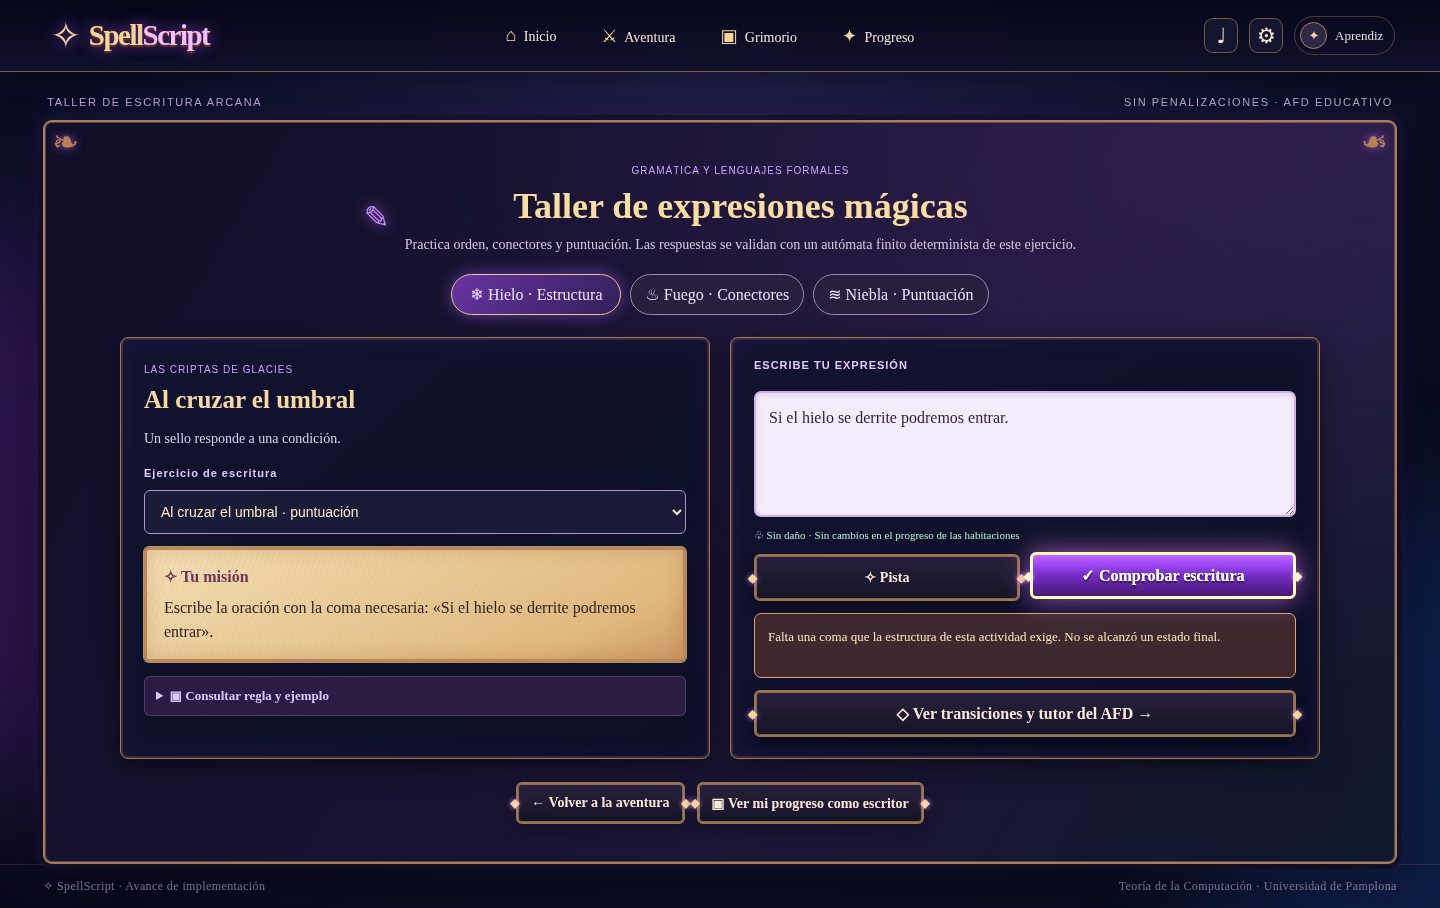 ✧ SpellScript
⌂ Inicio
⚔ Aventura
▣ Grimorio
✦ Progreso
♩
⚙
✦ Aprendiz
TALLER DE ESCRITURA ARCANA
SIN PENALIZACIONES · AFD EDUCATIVO
GRAMÁTICA Y LENGUAJES FORMALES
Taller de expresiones mágicas
Practica orden, conectores y puntuación. Las respuestas se validan con un autómata finito determinista de este ejercicio.
❄ Hielo · Estructura
♨ Fuego · Conectores
≋ Niebla · Puntuación
LAS CRIPTAS DE GLACIES
Al cruzar el umbral
Un sello responde a una condición.
Ejercicio de escritura
Al cruzar el umbral · puntuación
✧ Tu misión
Escribe la oración con la coma necesaria: «Si el hielo se derrite podremos
entrar».
▶ ▣ Consultar regla y ejemplo
ESCRIBE TU EXPRESIÓN
Si el hielo se derrite podremos entrar.
♧ Sin daño · Sin cambios en el progreso de las habitaciones
✧ Pista
✓ Comprobar escritura
Falta una coma que la estructura de esta actividad exige. No se alcanzó un estado final.
◇ Ver transiciones y tutor del AFD →
← Volver a la aventura
▣ Ver mi progreso como escritor
✧ SpellScript · Avance de implementación
Teoría de la Computación · Universidad de Pamplona